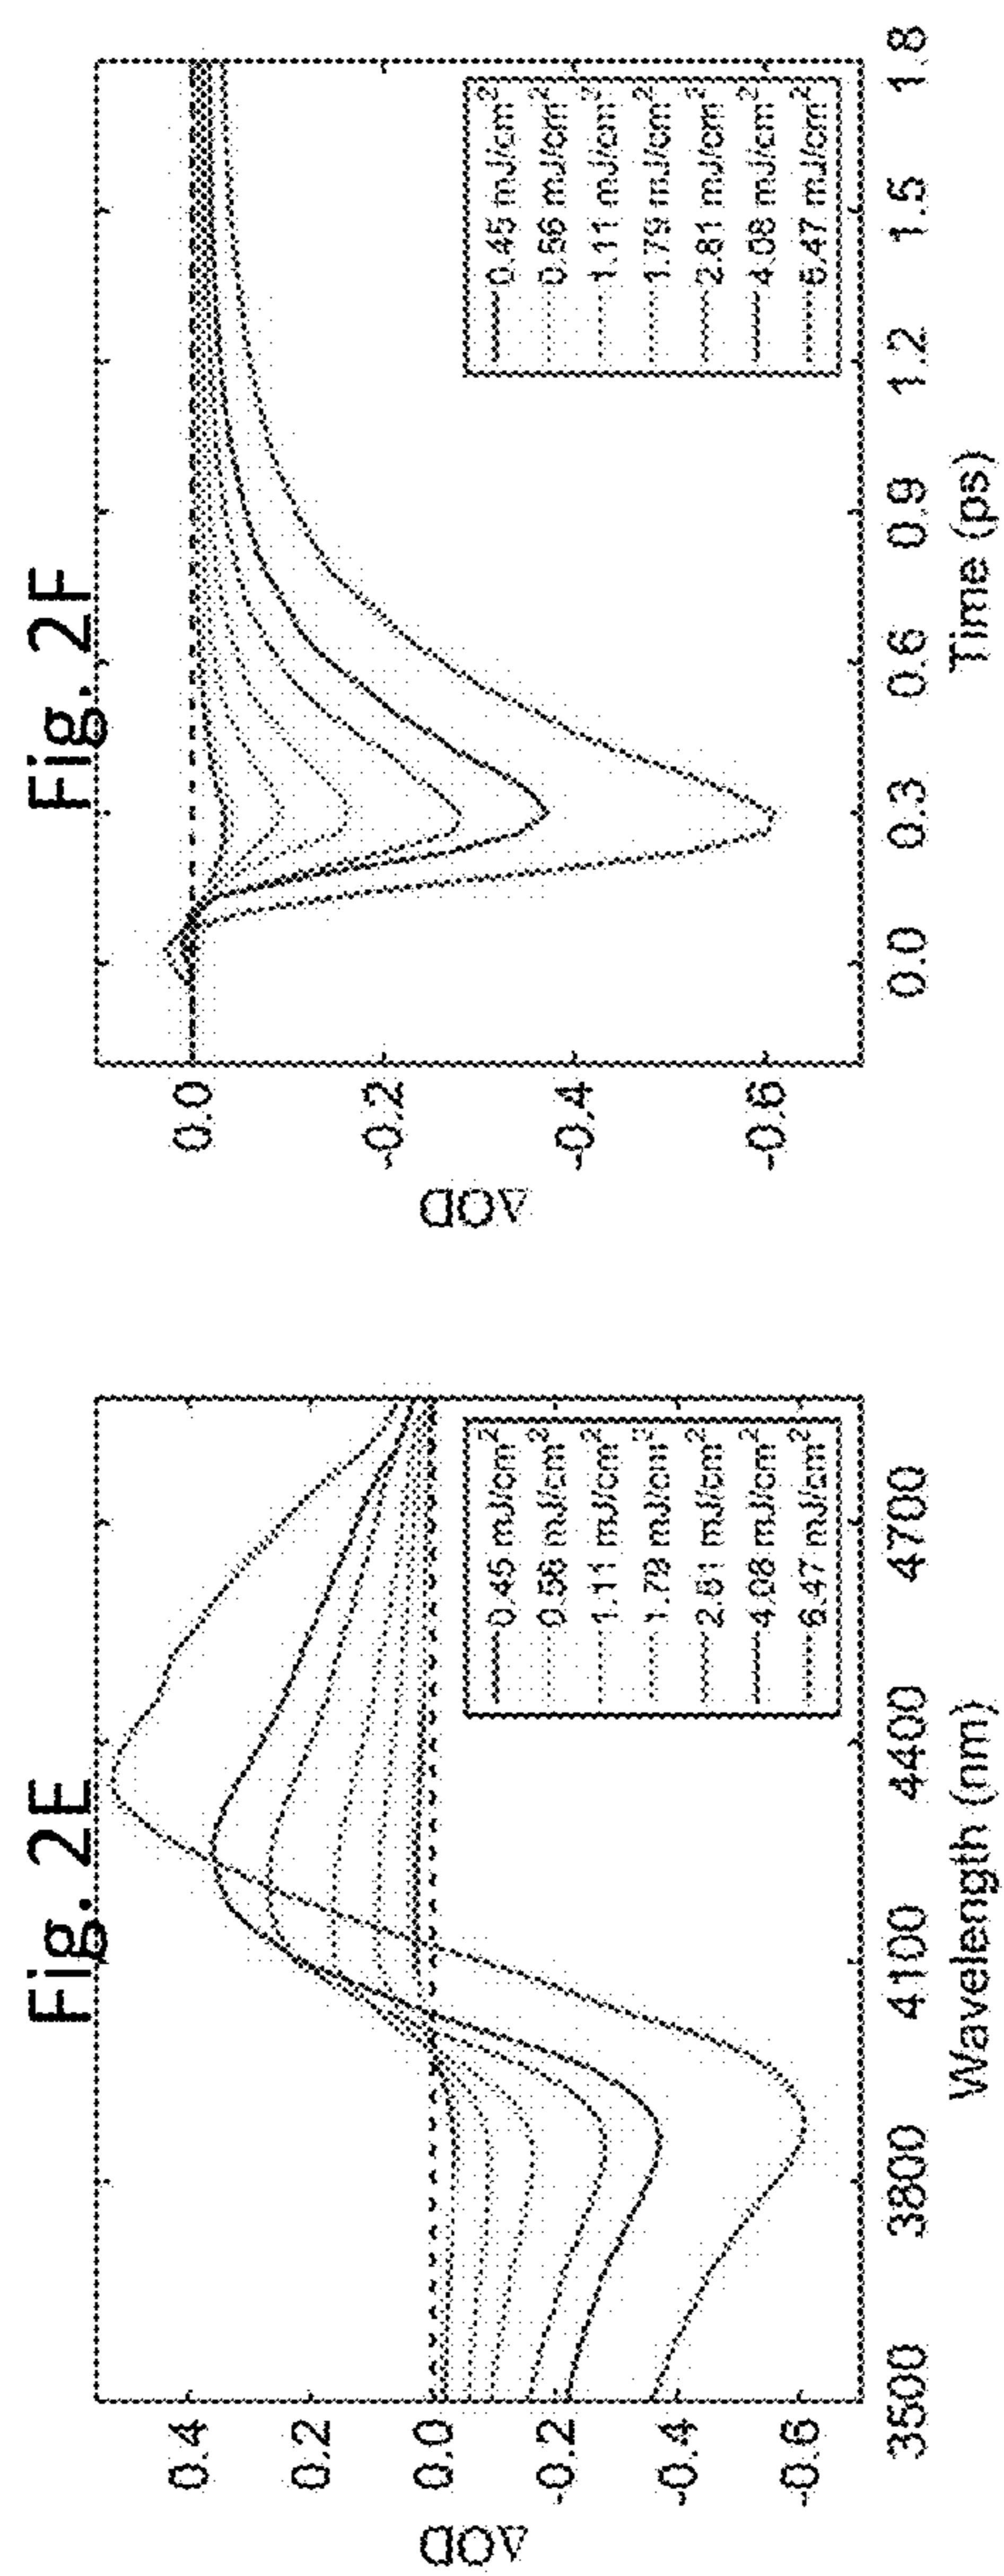 Fig. 2E
ΔOD
0.4
0.2
0.0
-0.2
-0.4
-0.6
3500 3800 4100 4400 4700
Wavelength (nm)
0.45 mJ/cm²
0.56 mJ/cm²
1.11 mJ/cm²
1.79 mJ/cm²
2.81 mJ/cm²
4.08 mJ/cm²
6.47 mJ/cm²
Fig. 2F
ΔOD
0.0
-0.2
-0.4
-0.6
0.0 0.3 0.6 0.9 1.2 1.5 1.8
Time (ps)
0.45 mJ/cm²
0.56 mJ/cm²
1.11 mJ/cm²
1.79 mJ/cm²
2.81 mJ/cm²
4.08 mJ/cm²
6.47 mJ/cm²